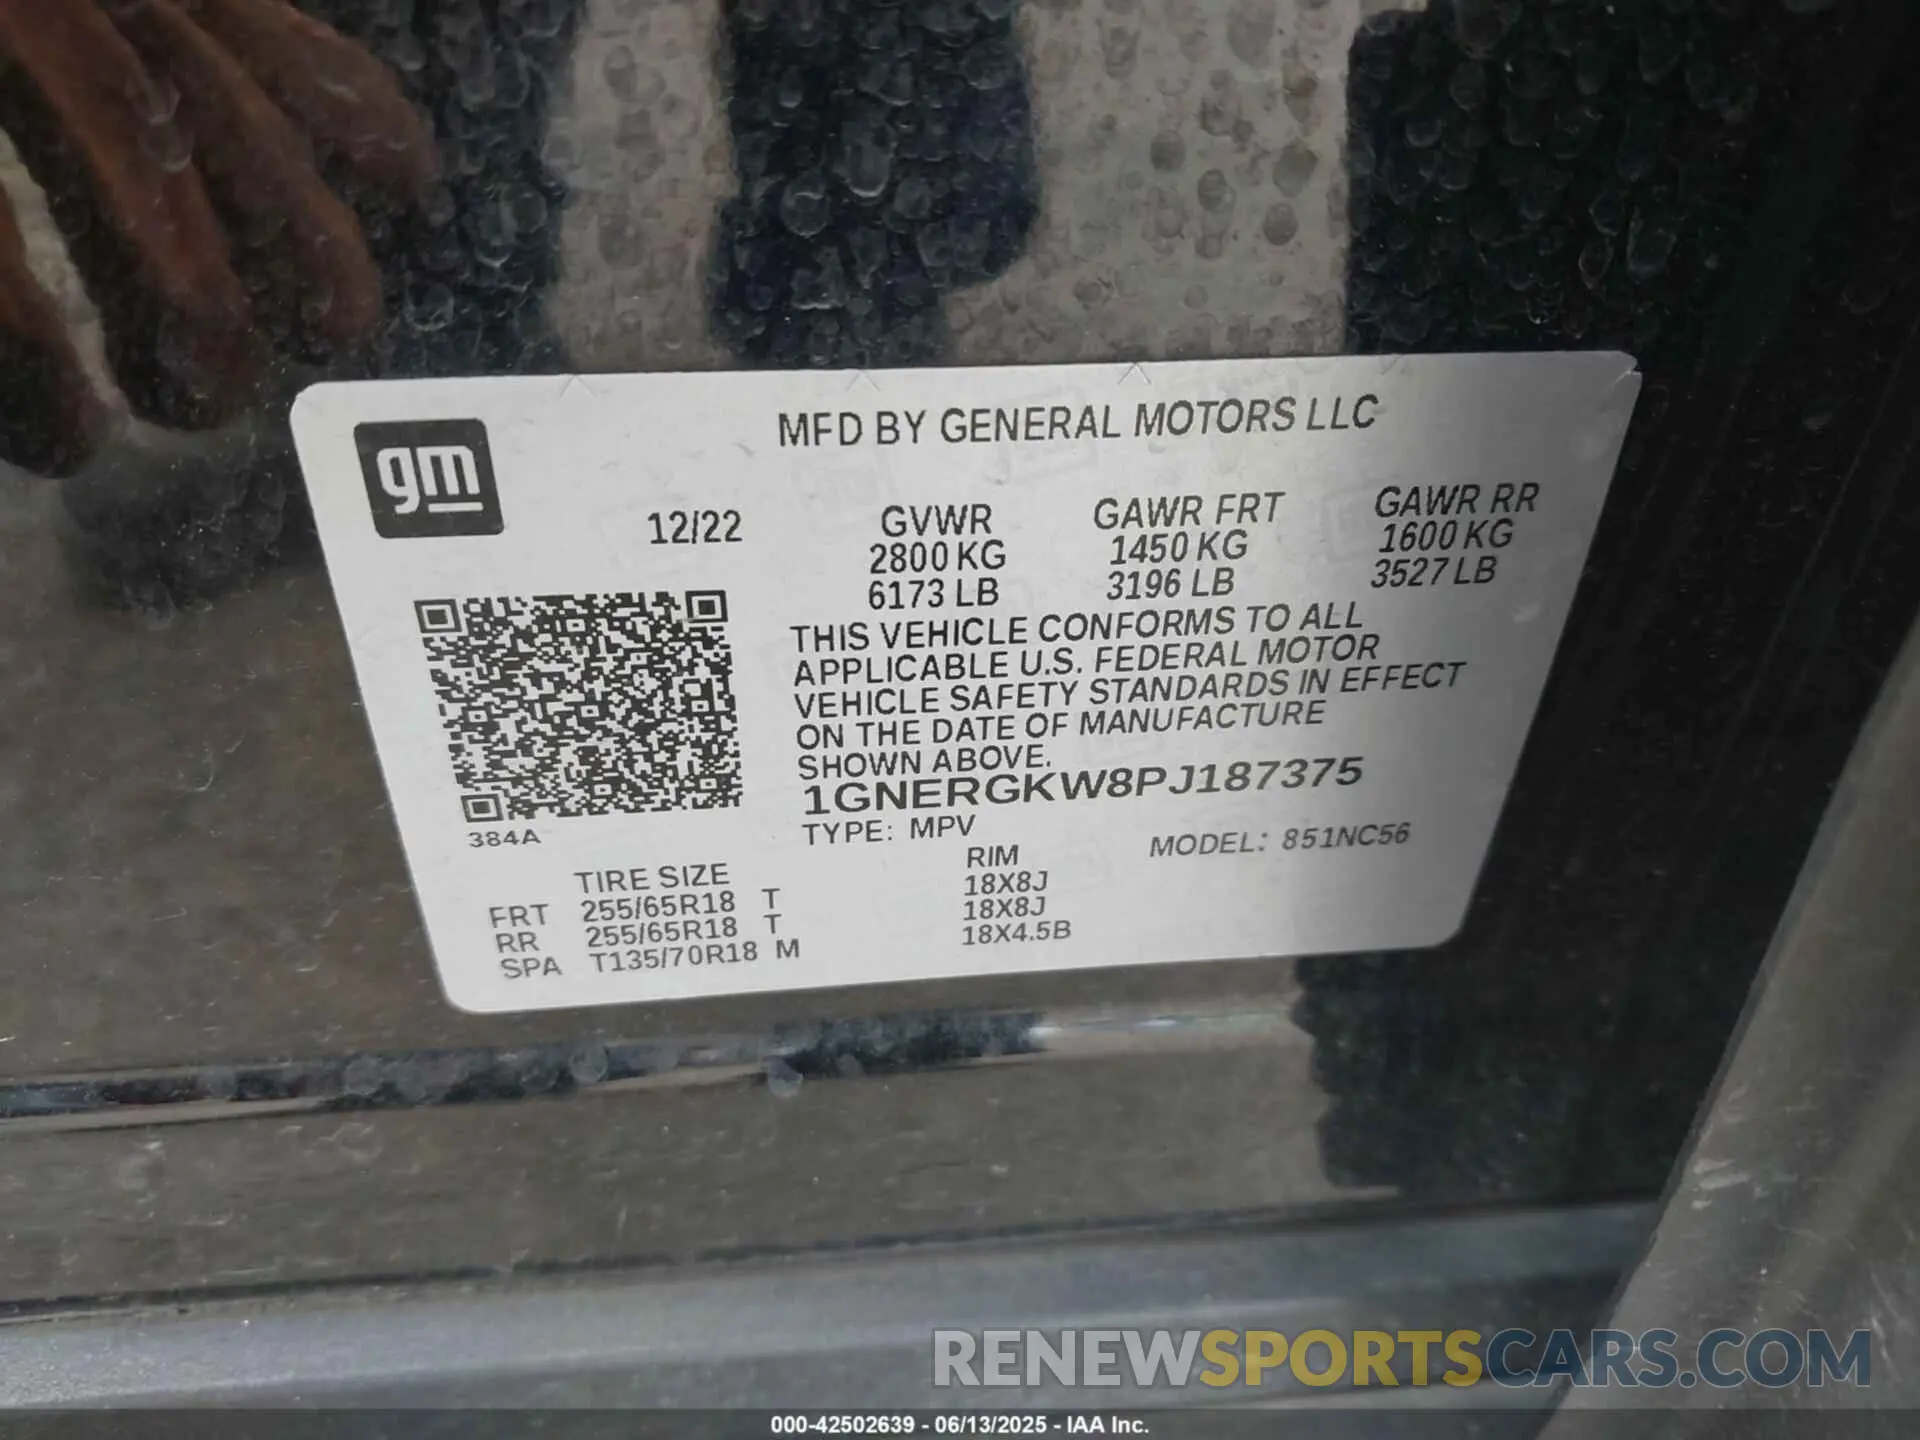 gm
MFD BY GENERAL MOTORS LLC
12/22 GVWR GAWR FRT GAWR RR
2800 KG 1450 KG 1600 KG
6173 LB 3196 LB 3527 LB
THIS VEHICLE CONFORMS TO ALL
APPLICABLE U.S. FEDERAL MOTOR
VEHICLE SAFETY STANDARDS IN EFFECT
ON THE DATE OF MANUFACTURE
SHOWN ABOVE.
1GNERGKW8PJ187375
384A
TYPE: MPV MODEL: 851NC56
TIRE SIZE RIM
FRT 255/65R18 T 18X8J
RR 255/65R18 T 18X8J
SPA T135/70R18 M 18X4.5B
RENEWSPORTSCARS.COM
000-42502639 - 06/13/2025 - IAA Inc.